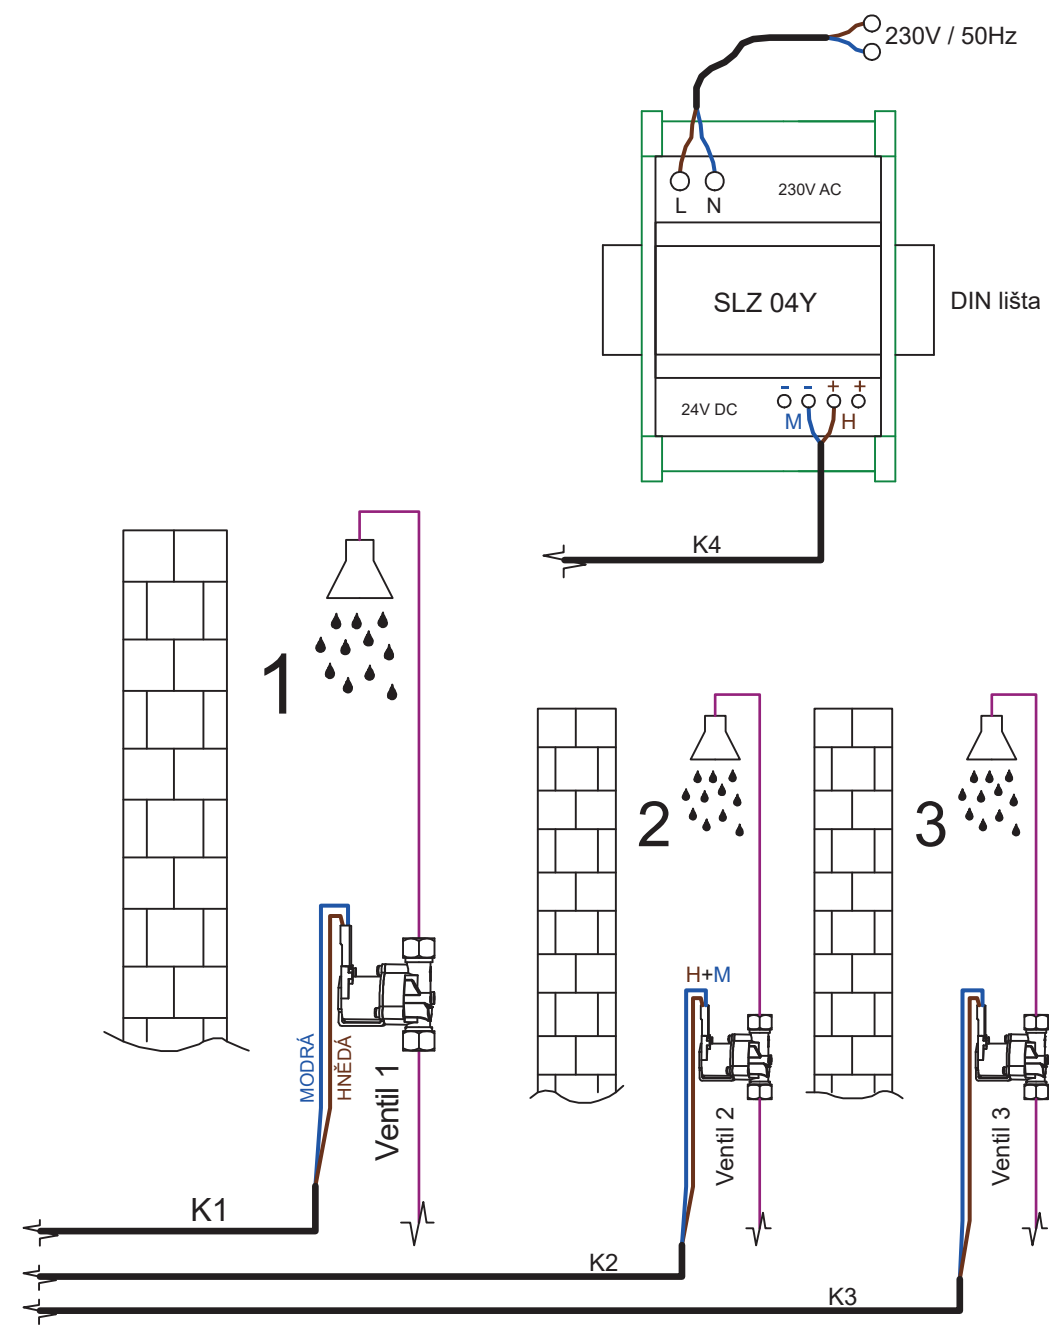 230V / 50Hz
L N
230V AC
SLZ 04Y
DIN lišta
- - + +
24V DC
M H
K4
1
2
3
H+M
MODRÁ
HNĚDÁ
Ventil 1
Ventil 2
Ventil 3
K1
K2
K3